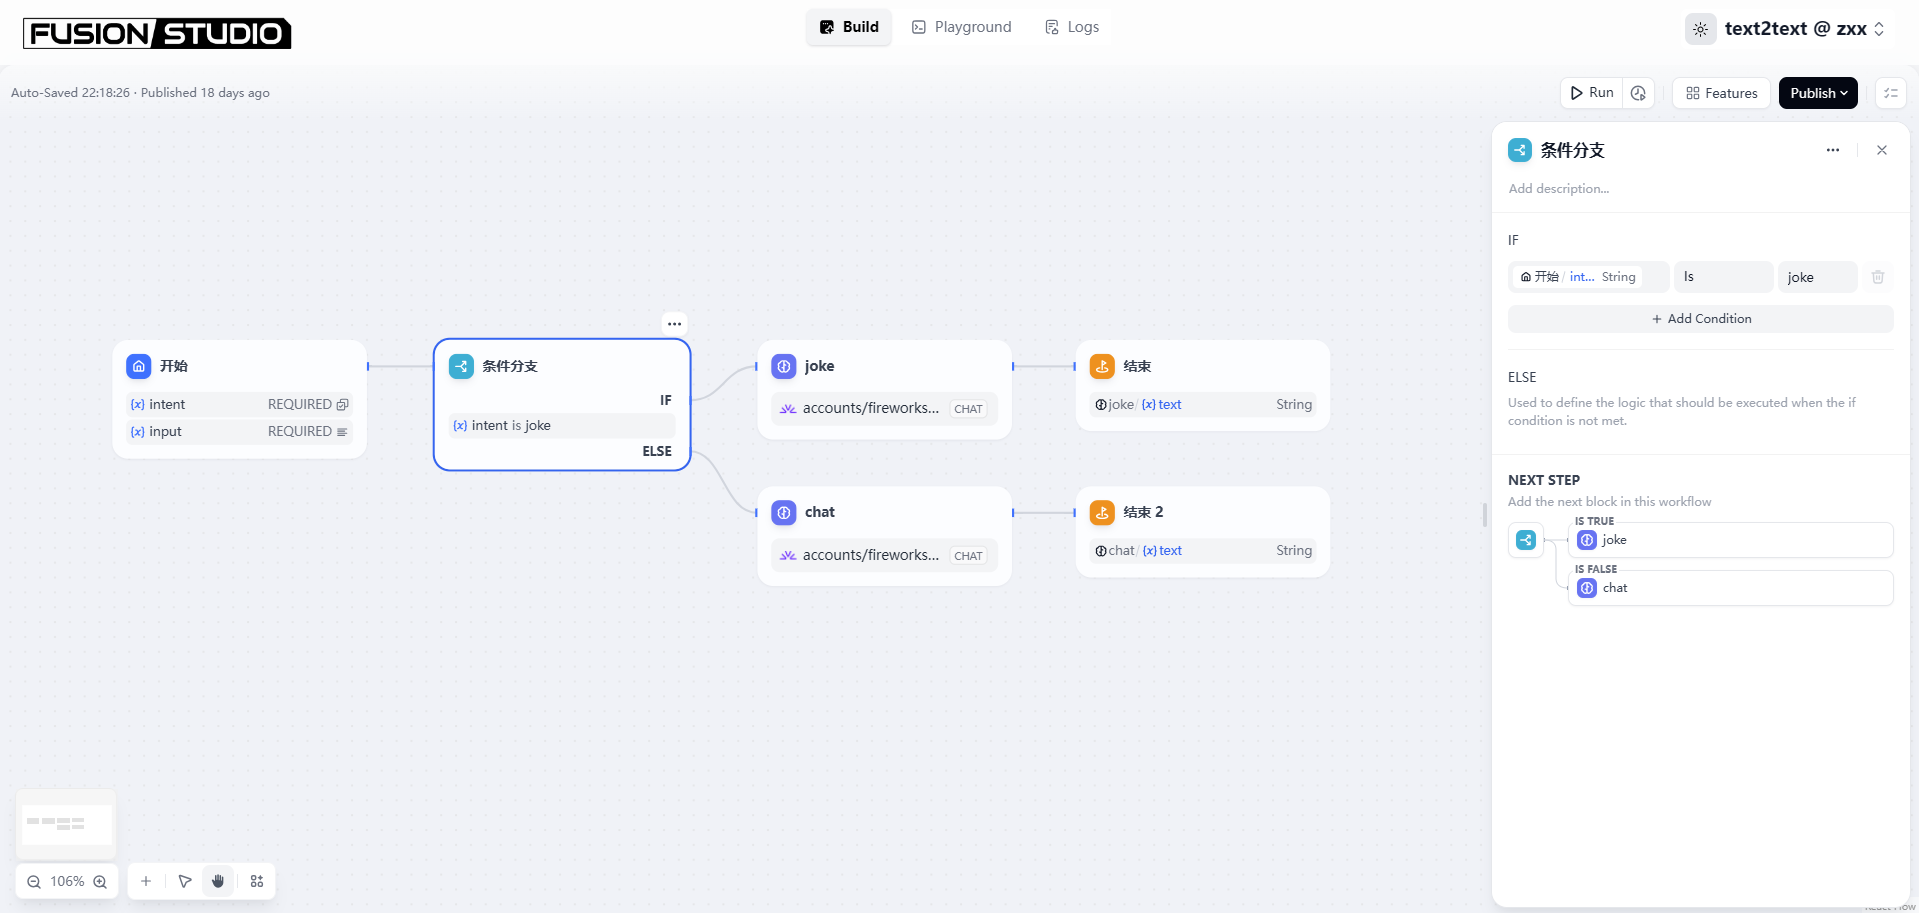 FUSION STUDIO
Build
Playground
Logs
text2text @ zxx
Auto-Saved 22:18:26 · Published 18 days ago
Run
Features
Publish
开始
{x} intent
REQUIRED
{x} input
REQUIRED
条件分支
IF
{x} intent is joke
ELSE
joke
accounts/fireworks...
CHAT
结束
joke/{x} text
String
chat
accounts/fireworks...
CHAT
结束 2
chat/{x} text
String
条件分支
Add description...
IF
开始/ int... String
Is
joke
+ Add Condition
ELSE
Used to define the logic that should be executed when the if
condition is not met.
NEXT STEP
Add the next block in this workflow
IS TRUE
joke
IS FALSE
chat
106%
React Flow